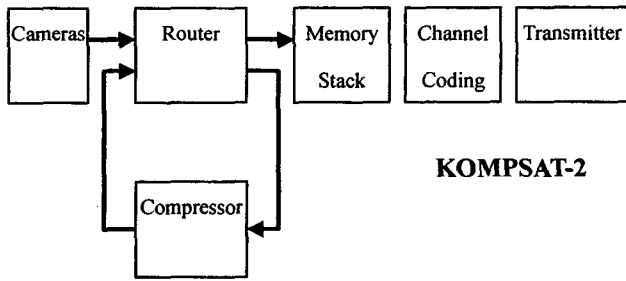 Cameras
Router
Memory
Stack
Channel
Coding
Transmitter
KOMPSAT-2
Compressor